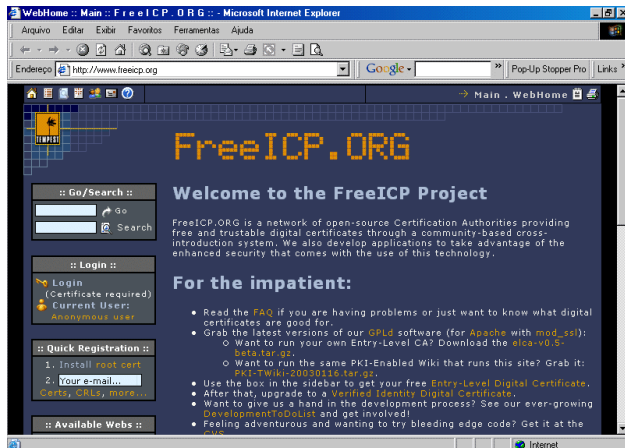 WebHome :: Main :: F r e e I C P . O R G :: - Microsoft Internet Explorer
Arquivo Editar Exibir Favoritos Ferramentas Ajuda
Endereço http://www.freeicp.org Google Pop-Up Stopper Pro Links
Main . WebHome
TEMPEST
FreeICP.ORG
:: Go/Search ::
Go
Search
:: Login ::
Login
(Certificate required)
Current User:
Anonymous user
:: Quick Registration ::
1. Install root cert
2. Your e-mail...
Certs, CRLs, more...
:: Available Webs ::
Welcome to the FreeICP Project
FreeICP.ORG is a network of open-source Certification Authorities providing
free and trustable digital certificates through a community-based cross-
introduction system. We also develop applications to take advantage of the
enhanced security that comes with the use of this technology.
For the impatient:
Read the FAQ if you are having problems or just want to know what digital
certificates are good for.
Grab the latest versions of our GPLd software (for Apache with mod_ssl):
Want to run your own Entry-Level CA? Download the elca-v0.5-
beta.tar.gz.
Want to run the same PKI-Enabled Wiki that runs this site? Grab it:
PKI-TWiki-20030116.tar.gz.
Use the box in the sidebar to get your free Entry-Level Digital Certificate.
After that, upgrade to a Verified Identity Digital Certificate.
Want to give us a hand in the development process? See our ever-growing
DevelopmentToDoList and get involved!
Feeling adventurous and wanting to try bleeding edge code? Get it at the
CVS
Internet